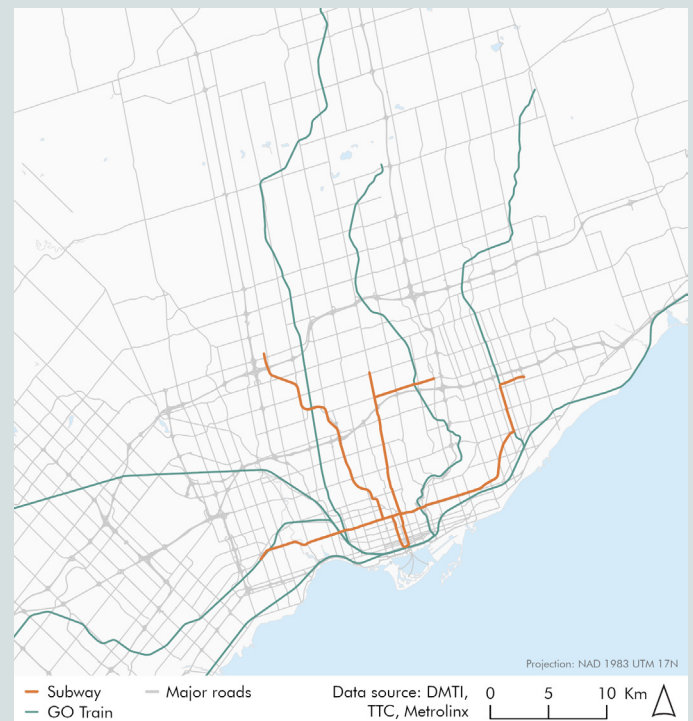 Projection: NAD 1983 UTM 17N
Subway
Major roads
GO Train
Data source: DMTI,
TTC, Metrolinx
0 5 10 Km